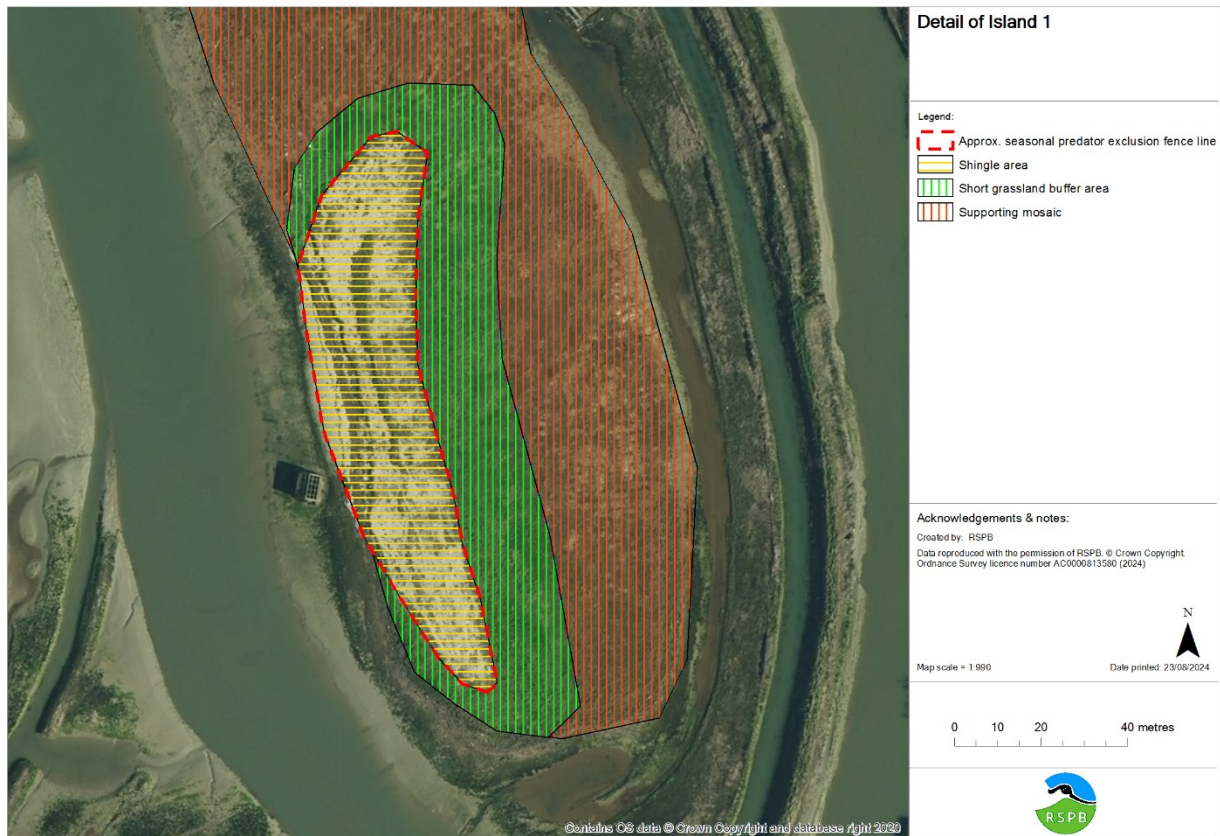 Detail of Island 1
Legend:
Approx. seasonal predator exclusion fence line
Shingle area
Short grassland buffer area
Supporting mosaic
Acknowledgements & notes:
Created by: RSPB
Data reproduced with the permission of RSPB. © Crown Copyright.
Ordnance Survey licence number AC0000813580 (2024)
N
Map scale = 1:990
Date printed: 23/08/2024
0 10 20 40 metres
RSPB
Contains OS data © Crown Copyright and database right 2020